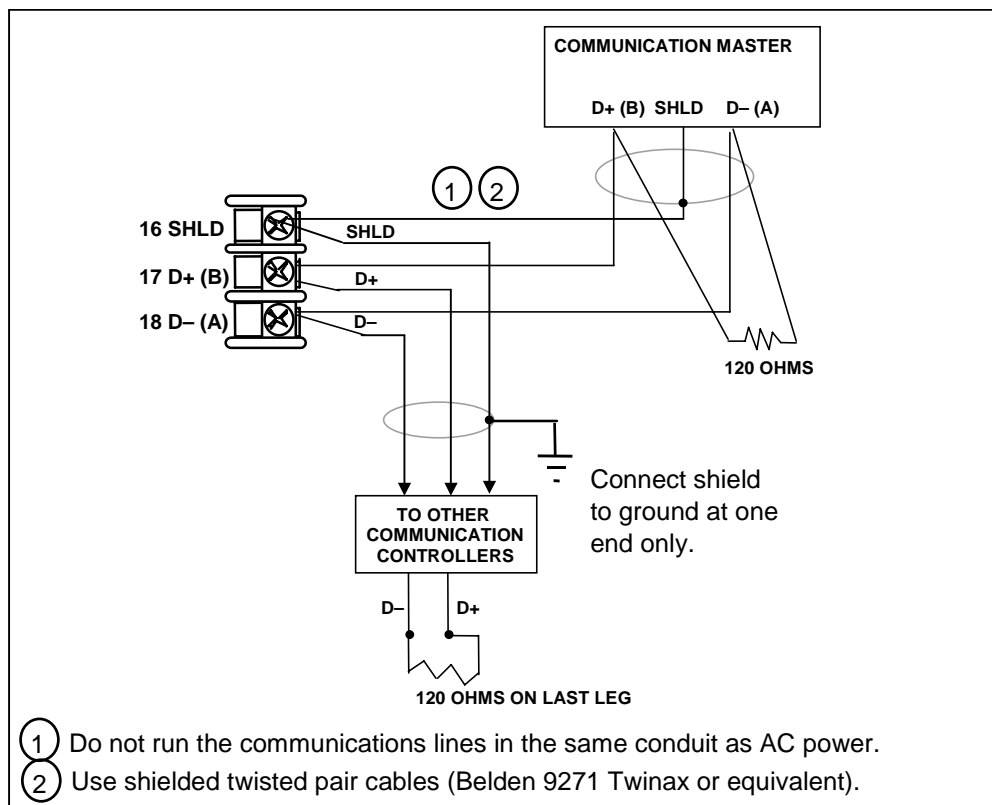 COMMUNICATION MASTER
D+ (B) SHLD D– (A)
1 2
16 SHLD
SHLD
17 D+ (B)
D+
18 D– (A)
D–
120 OHMS
Connect shield
to ground at one
end only.
TO OTHER
COMMUNICATION
CONTROLLERS
D– D+
120 OHMS ON LAST LEG
1 Do not run the communications lines in the same conduit as AC power.
2 Use shielded twisted pair cables (Belden 9271 Twinax or equivalent).